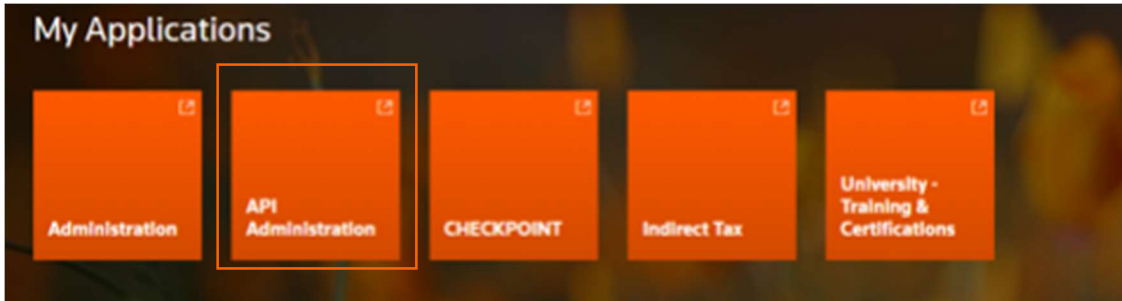 My Applications
Administration
API
Administration
CHECKPOINT
Indirect Tax
University -
Training &
Certifications